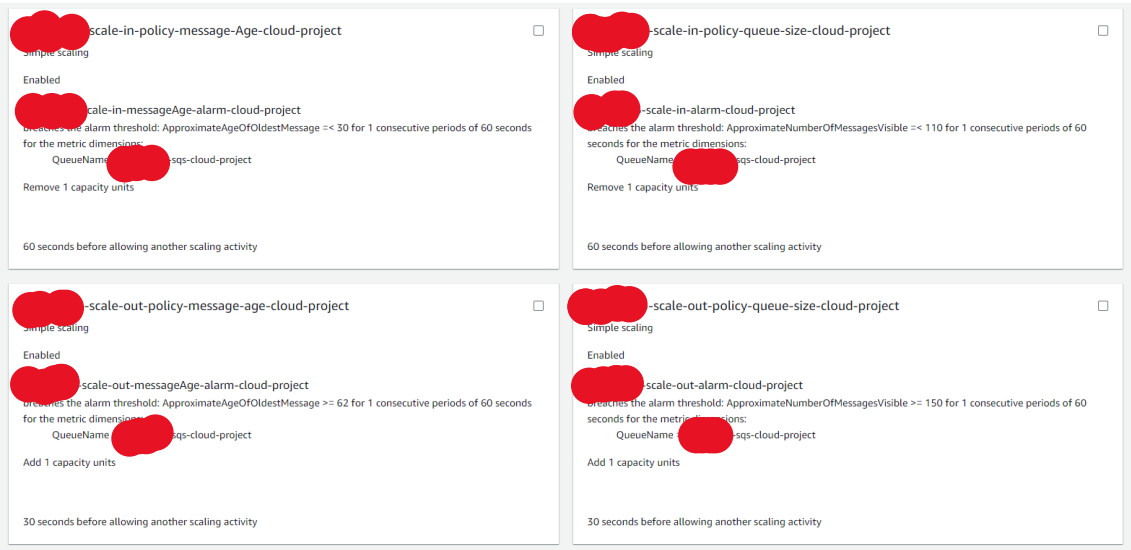 scale-in-policy-message-Age-cloud-project
Simple scaling
Enabled
cale-in-messageAge-alarm-cloud-project
breaches the alarm threshold: ApproximateAgeOfOldestMessage =< 30 for 1 consecutive periods of 60 seconds
for the metric dimensions:
QueueName -sqs-cloud-project
Remove 1 capacity units
60 seconds before allowing another scaling activity
-scale-in-policy-queue-size-cloud-project
Simple scaling
Enabled
-scale-in-alarm-cloud-project
breaches the alarm threshold: ApproximateNumberOfMessagesVisible =< 110 for 1 consecutive periods of 60
seconds for the metric dimensions:
QueueName sqs-cloud-project
Remove 1 capacity units
60 seconds before allowing another scaling activity
-scale-out-policy-message-age-cloud-project
Simple scaling
Enabled
-scale-out-messageAge-alarm-cloud-project
breaches the alarm threshold: ApproximateAgeOfOldestMessage >= 62 for 1 consecutive periods of 60 seconds
for the metric dimensions
QueueName sqs-cloud-project
Add 1 capacity units
30 seconds before allowing another scaling activity
-scale-out-policy-queue-size-cloud-project
Simple scaling
Enabled
-scale-out-alarm-cloud-project
breaches the alarm threshold: ApproximateNumberOfMessagesVisible >= 150 for 1 consecutive periods of 60
seconds for the metric dimensions:
QueueName -sqs-cloud-project
Add 1 capacity units
30 seconds before allowing another scaling activity